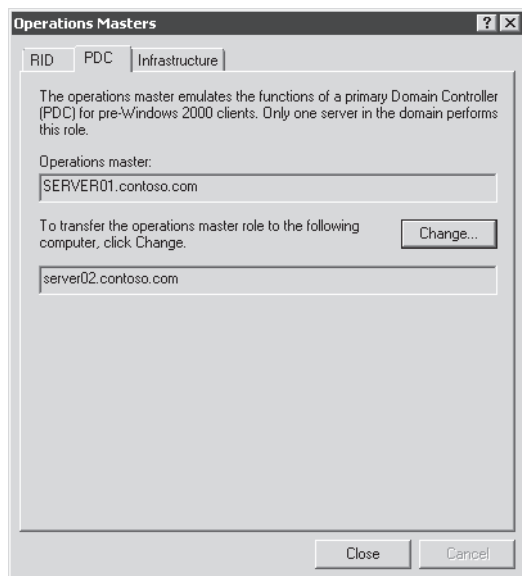 Operations Masters
? X
RID
PDC
Infrastructure
The operations master emulates the functions of a primary Domain Controller
(PDC) for pre-Windows 2000 clients. Only one server in the domain performs
this role.
Operations master:
SERVER01.contoso.com
To transfer the operations master role to the following
computer, click Change.
Change...
server02.contoso.com
Close
Cancel